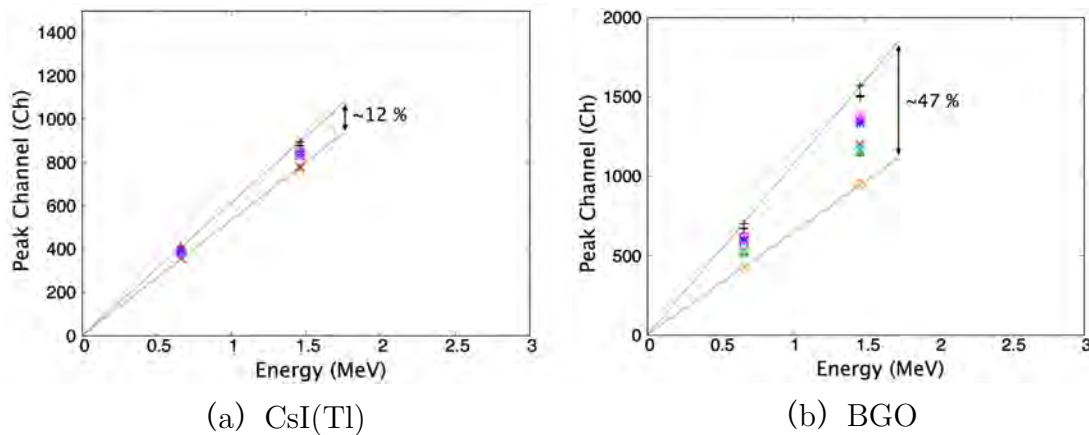 Peak Channel (Ch)
1400
1200
1000
800
600
400
200
0
~12 %
0 0.5 1 1.5 2 2.5 3
Energy (MeV)
(a) CsI(Tl)
Peak Channel (Ch)
2000
1500
1000
500
0
~47 %
0 0.5 1 1.5 2 2.5 3
Energy (MeV)
(b) BGO